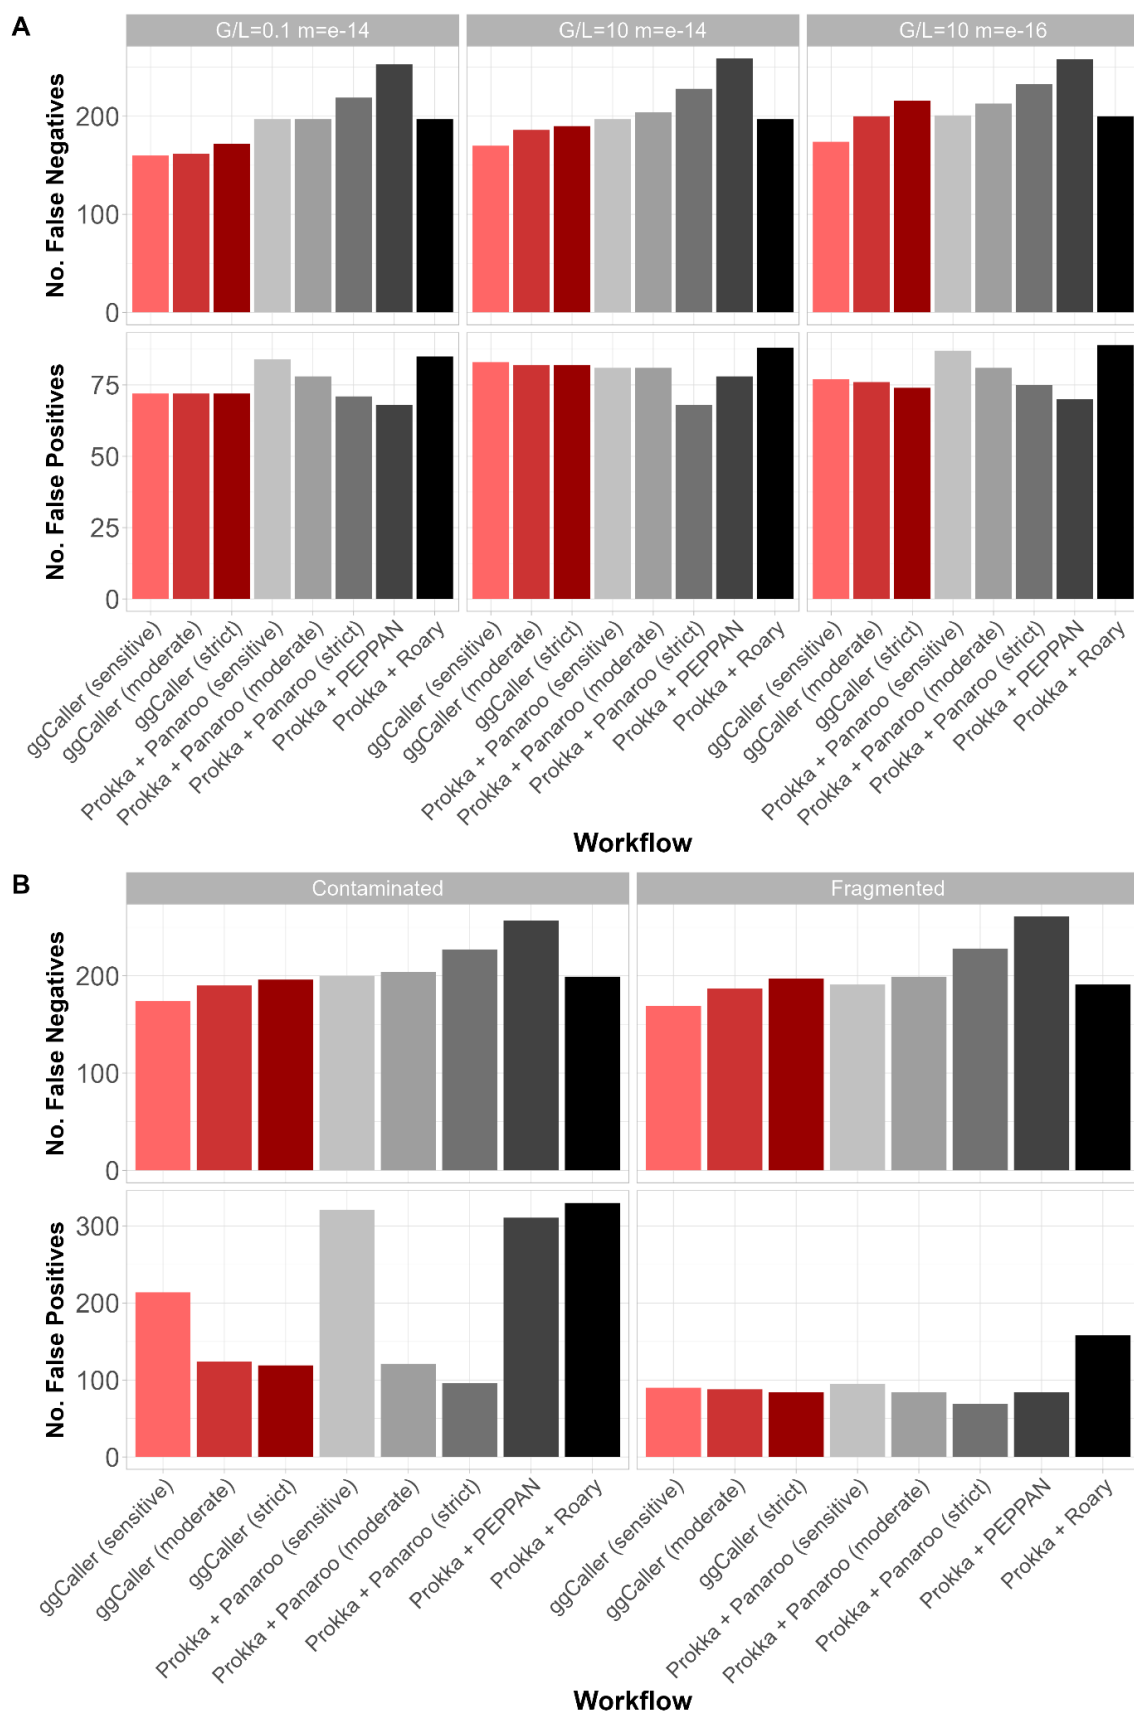 A
G/L=0.1 m=e-14
G/L=10 m=e-14
G/L=10 m=e-16
No. False Negatives
200
100
0
No. False Positives
75
50
25
0
ggCaller (sensitive)
ggCaller (moderate)
ggCaller (strict)
Prokka + Panaroo (sensitive)
Prokka + Panaroo (moderate)
Prokka + Panaroo (strict)
Prokka + PEPPAN
Prokka + Roary
ggCaller (sensitive)
ggCaller (moderate)
ggCaller (strict)
Prokka + Panaroo (sensitive)
Prokka + Panaroo (moderate)
Prokka + Panaroo (strict)
Prokka + PEPPAN
Prokka + Roary
ggCaller (sensitive)
ggCaller (moderate)
ggCaller (strict)
Prokka + Panaroo (sensitive)
Prokka + Panaroo (moderate)
Prokka + Panaroo (strict)
Prokka + PEPPAN
Prokka + Roary
Workflow
B
Contaminated
Fragmented
No. False Negatives
200
100
0
No. False Positives
300
200
100
0
ggCaller (sensitive)
ggCaller (moderate)
ggCaller (strict)
Prokka + Panaroo (sensitive)
Prokka + Panaroo (moderate)
Prokka + Panaroo (strict)
Prokka + PEPPAN
Prokka + Roary
ggCaller (sensitive)
ggCaller (moderate)
ggCaller (strict)
Prokka + Panaroo (sensitive)
Prokka + Panaroo (moderate)
Prokka + Panaroo (strict)
Prokka + PEPPAN
Prokka + Roary
Workflow